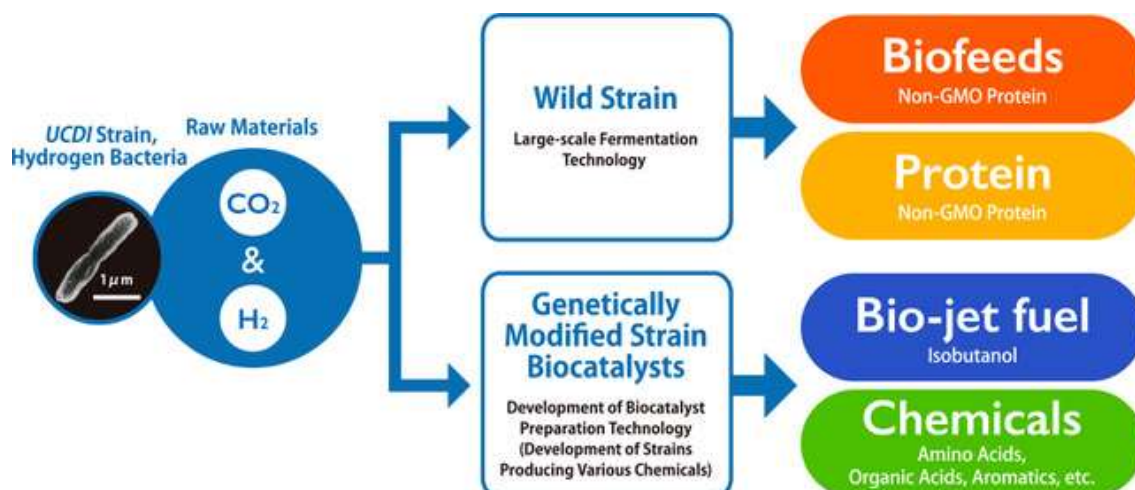 UCDI Strain,
Hydrogen Bacteria
1μm
Raw Materials
CO2
&
H2
Wild Strain
Large-scale Fermentation
Technology
Biofeeds
Non-GMO Protein
Protein
Non-GMO Protein
Genetically
Modified Strain
Biocatalysts
Development of Biocatalyst
Preparation Technology
(Development of Strains
Producing Various Chemicals)
Bio-jet fuel
Isobutanol
Chemicals
Amino Acids,
Organic Acids, Aromatics, etc.